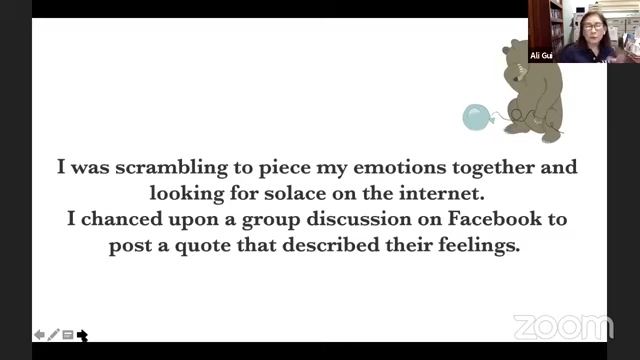 Ali Gui
I was scrambling to piece my emotions together and
looking for solace on the internet.
I chanced upon a group discussion on Facebook to
post a quote that described their feelings.
zoom